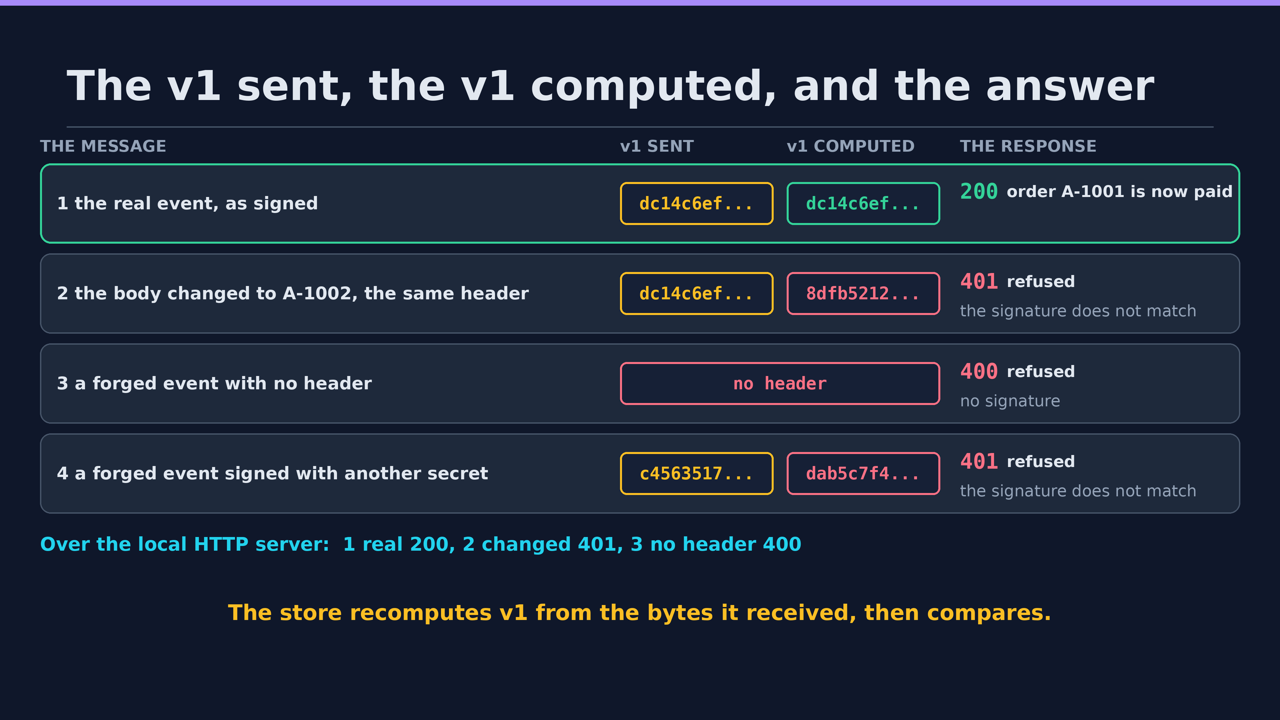 The v1 sent, the v1 computed, and the answer
THE MESSAGE v1 SENT v1 COMPUTED THE RESPONSE
1 the real event, as signed dc14c6ef... dc14c6ef... 200 order A-1001 is now paid
2 the body changed to A-1002, the same header dc14c6ef... 8dfb5212... 401 refused
the signature does not match
3 a forged event with no header no header 400 refused
no signature
4 a forged event signed with another secret c4563517... dab5c7f4... 401 refused
the signature does not match
Over the local HTTP server: 1 real 200, 2 changed 401, 3 no header 400
The store recomputes v1 from the bytes it received, then compares.